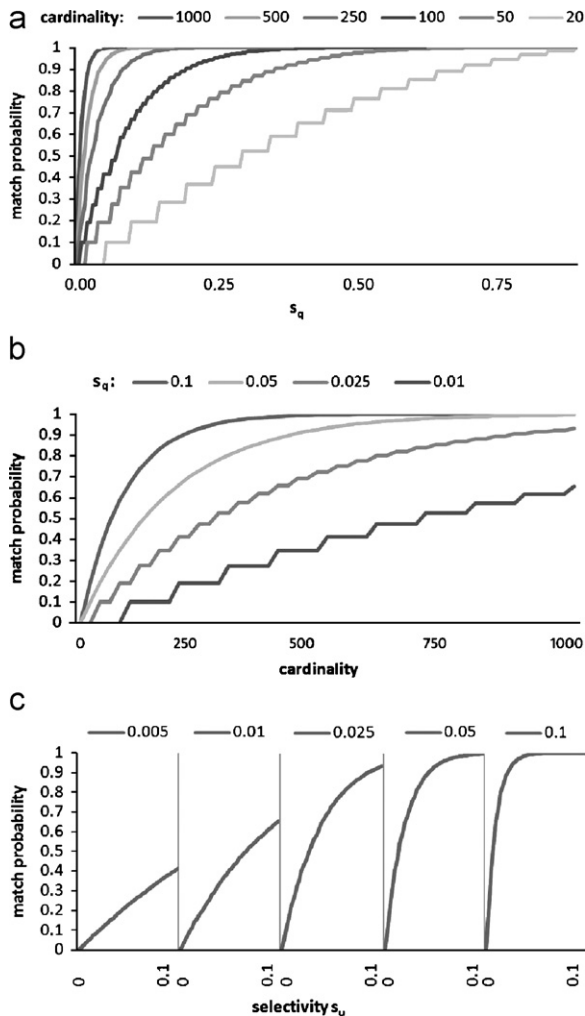 a
cardinality: 1000 500 250 100 50 20
match probability
1
0.9
0.8
0.7
0.6
0.5
0.4
0.3
0.2
0.1
0
0.00 0.25 0.50 0.75
sq
b
sq: 0.1 0.05 0.025 0.01
match probability
1
0.9
0.8
0.7
0.6
0.5
0.4
0.3
0.2
0.1
0
0 250 500 750 1000
cardinality
c
0.005 0.01 0.025 0.05 0.1
match probability
1
0.9
0.8
0.7
0.6
0.5
0.4
0.3
0.2
0.1
0
0 0.1 0 0.1 0 0.1 0 0.1 0 0.1
selectivity su